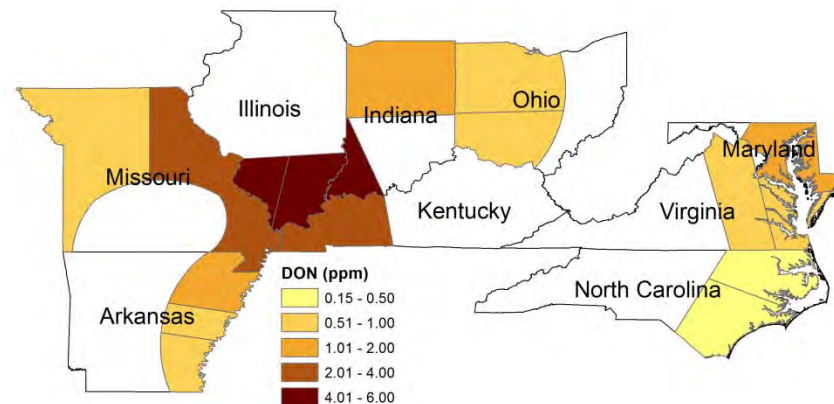 Illinois
Indiana
Ohio
Missouri
Maryland
Kentucky
Virginia
DON (ppm)
0.15 - 0.50
0.51 - 1.00
1.01 - 2.00
2.01 - 4.00
4.01 - 6.00
North Carolina
Arkansas